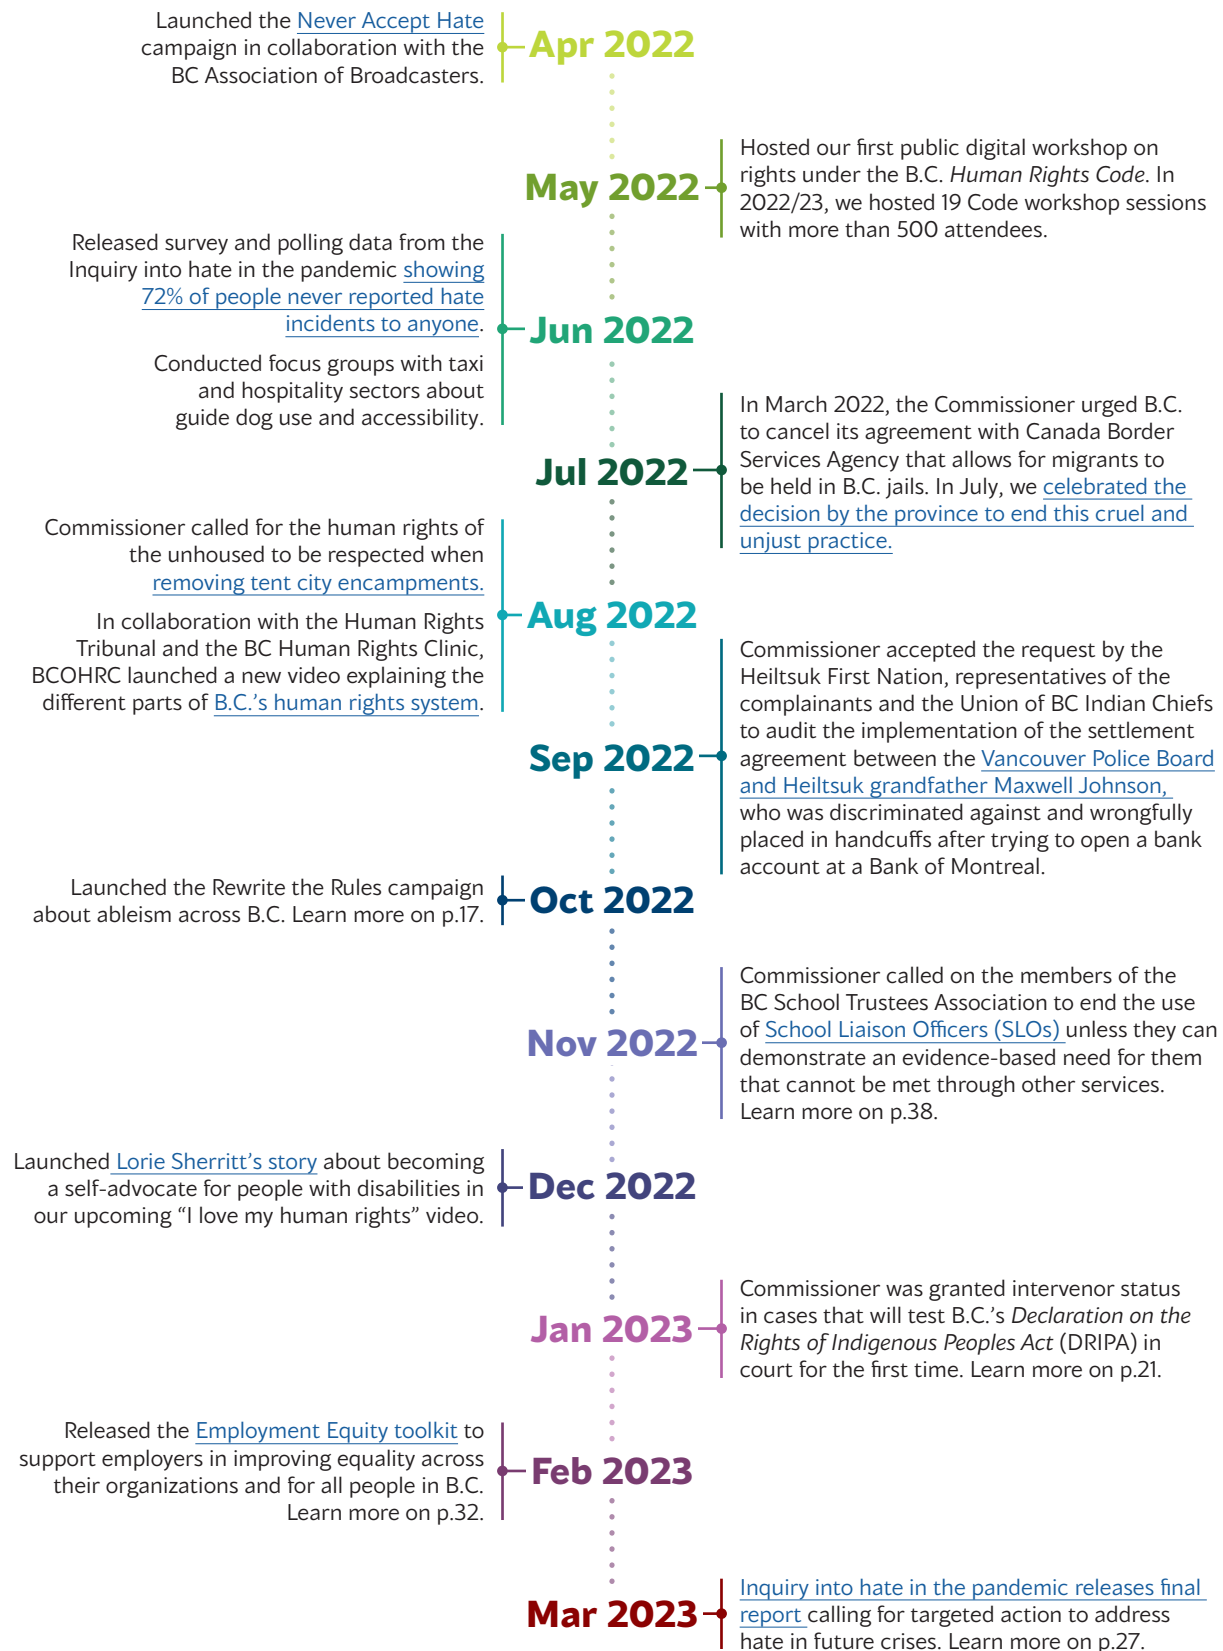 Launched the Never Accept Hate
campaign in collaboration with the
BC Association of Broadcasters.
Apr 2022
May 2022
Hosted our first public digital workshop on
rights under the B.C. Human Rights Code. In
2022/23, we hosted 19 Code workshop sessions
with more than 500 attendees.
Released survey and polling data from the
Inquiry into hate in the pandemic showing
72% of people never reported hate
incidents to anyone.
Conducted focus groups with taxi
and hospitality sectors about
guide dog use and accessibility.
Jun 2022
Jul 2022
In March 2022, the Commissioner urged B.C.
to cancel its agreement with Canada Border
Services Agency that allows for migrants to
be held in B.C. jails. In July, we celebrated the
decision by the province to end this cruel and
unjust practice.
Commissioner called for the human rights of
the unhoused to be respected when
removing tent city encampments.
In collaboration with the Human Rights
Tribunal and the BC Human Rights Clinic,
BCOHRC launched a new video explaining the
different parts of B.C.’s human rights system.
Aug 2022
Sep 2022
Commissioner accepted the request by the
Heiltsuk First Nation, representatives of the
complainants and the Union of BC Indian Chiefs
to audit the implementation of the settlement
agreement between the Vancouver Police Board
and Heiltsuk grandfather Maxwell Johnson,
who was discriminated against and wrongfully
placed in handcuffs after trying to open a bank
account at a Bank of Montreal.
Launched the Rewrite the Rules campaign
about ableism across B.C. Learn more on p.17.
Oct 2022
Nov 2022
Commissioner called on the members of the
BC School Trustees Association to end the use
of School Liaison Officers (SLOs) unless they can
demonstrate an evidence-based need for them
that cannot be met through other services.
Learn more on p.38.
Launched Lorie Sherritt’s story about becoming
a self-advocate for people with disabilities in
our upcoming “I love my human rights” video.
Dec 2022
Jan 2023
Commissioner was granted intervenor status
in cases that will test B.C.’s Declaration on the
Rights of Indigenous Peoples Act (DRIPA) in
court for the first time. Learn more on p.21.
Released the Employment Equity toolkit to
support employers in improving equality across
their organizations and for all people in B.C.
Learn more on p.32.
Feb 2023
Mar 2023
Inquiry into hate in the pandemic releases final
report calling for targeted action to address
hate in future crises. Learn more on p.27.